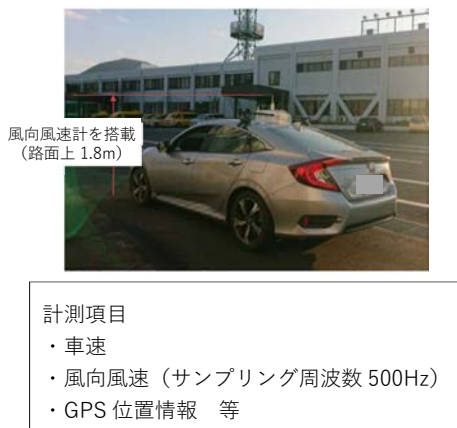 風向風速計を搭載
（路面上 1.8m）
計測項目
・車速
・風向風速（サンプリング周波数 500Hz）
・GPS 位置情報　等